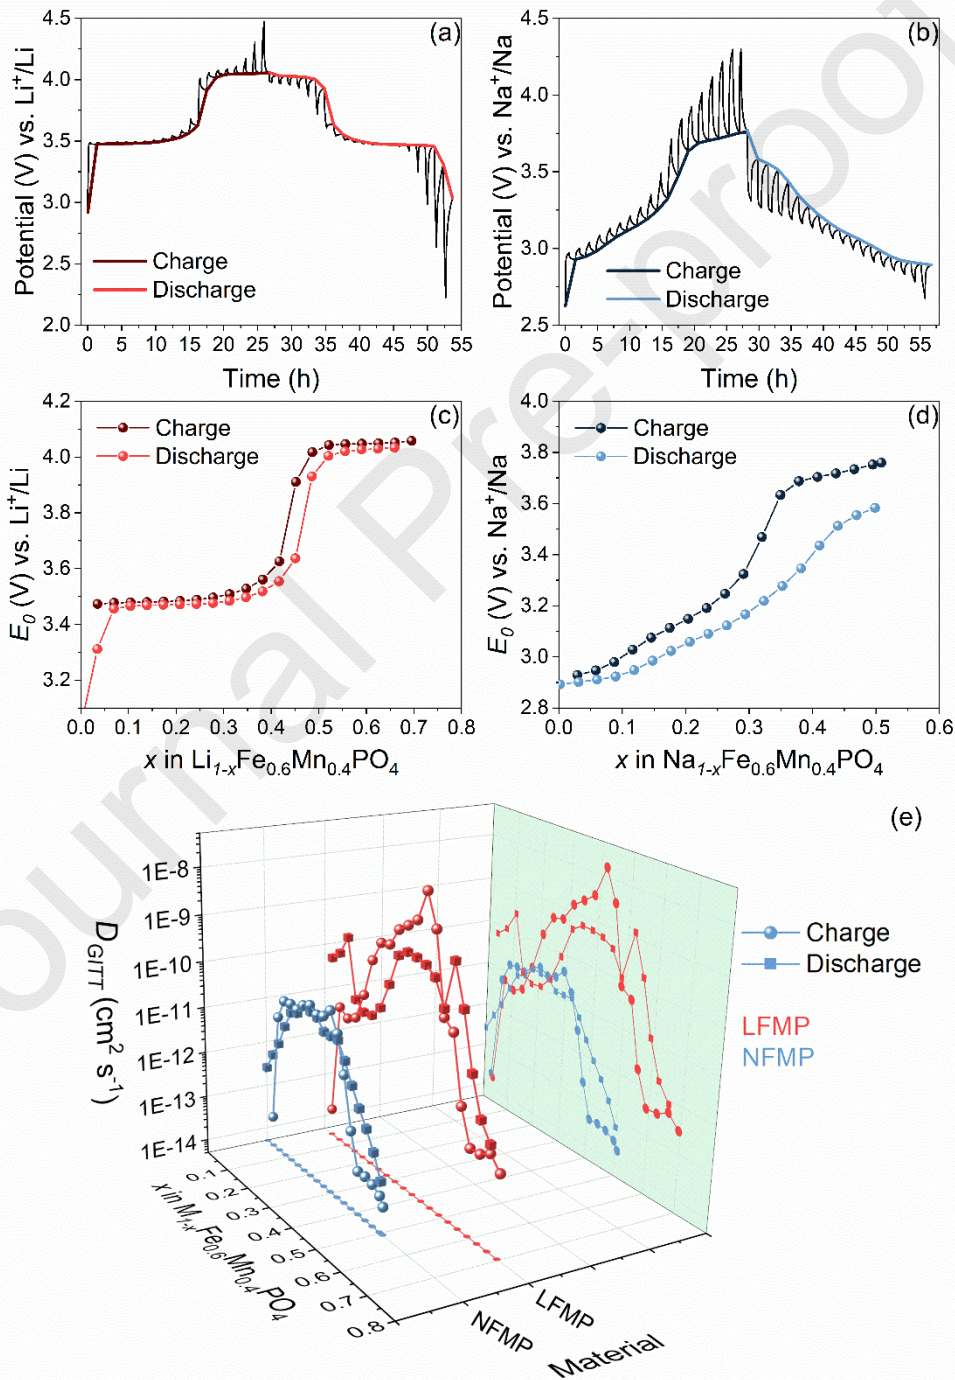 Journal Pre-proof
(a)
Potential (V) vs. Li⁺/Li
4.5
4.0
3.5
3.0
2.5
2.0
Charge
Discharge
0 5 10 15 20 25 30 35 40 45 50 55
Time (h)
(b)
Potential (V) vs. Na⁺/Na
4.5
4.0
3.5
3.0
2.5
Charge
Discharge
0 5 10 15 20 25 30 35 40 45 50 55
Time (h)
(c)
E₀ (V) vs. Li⁺/Li
4.2
4.0
3.8
3.6
3.4
3.2
Charge
Discharge
0.0 0.1 0.2 0.3 0.4 0.5 0.6 0.7 0.8
x in Li₁₋ₓFe₀.₆Mn₀.₄PO₄
(d)
E₀ (V) vs. Na⁺/Na
4.0
3.8
3.6
3.4
3.2
3.0
2.8
Charge
Discharge
0.0 0.1 0.2 0.3 0.4 0.5 0.6
x in Na₁₋ₓFe₀.₆Mn₀.₄PO₄
(e)
D_GITT (cm² s⁻¹)
1E-8
1E-9
1E-10
1E-11
1E-12
1E-13
1E-14
0.1
0.2
0.3
0.4
0.5
0.6
0.7
0.8
x in M₁₋ₓFe₀.₆Mn₀.₄PO₄
NFMP
LFMP
Material
Charge
Discharge
LFMP
NFMP